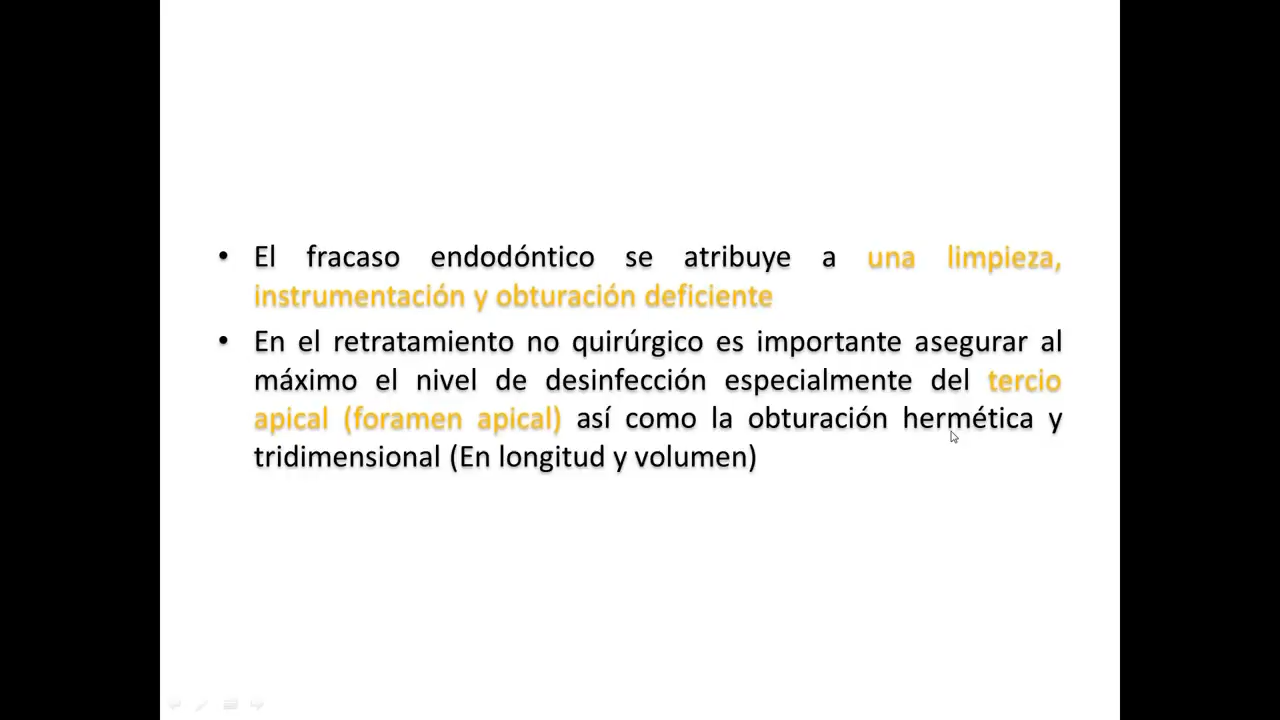 • El fracaso endodóntico se atribuye a una limpieza,
instrumentación y obturación deficiente
• En el retratamiento no quirúrgico es importante asegurar al
máximo el nivel de desinfección especialmente del tercio
apical (foramen apical) así como la obturación hermética y
tridimensional (En longitud y volumen)